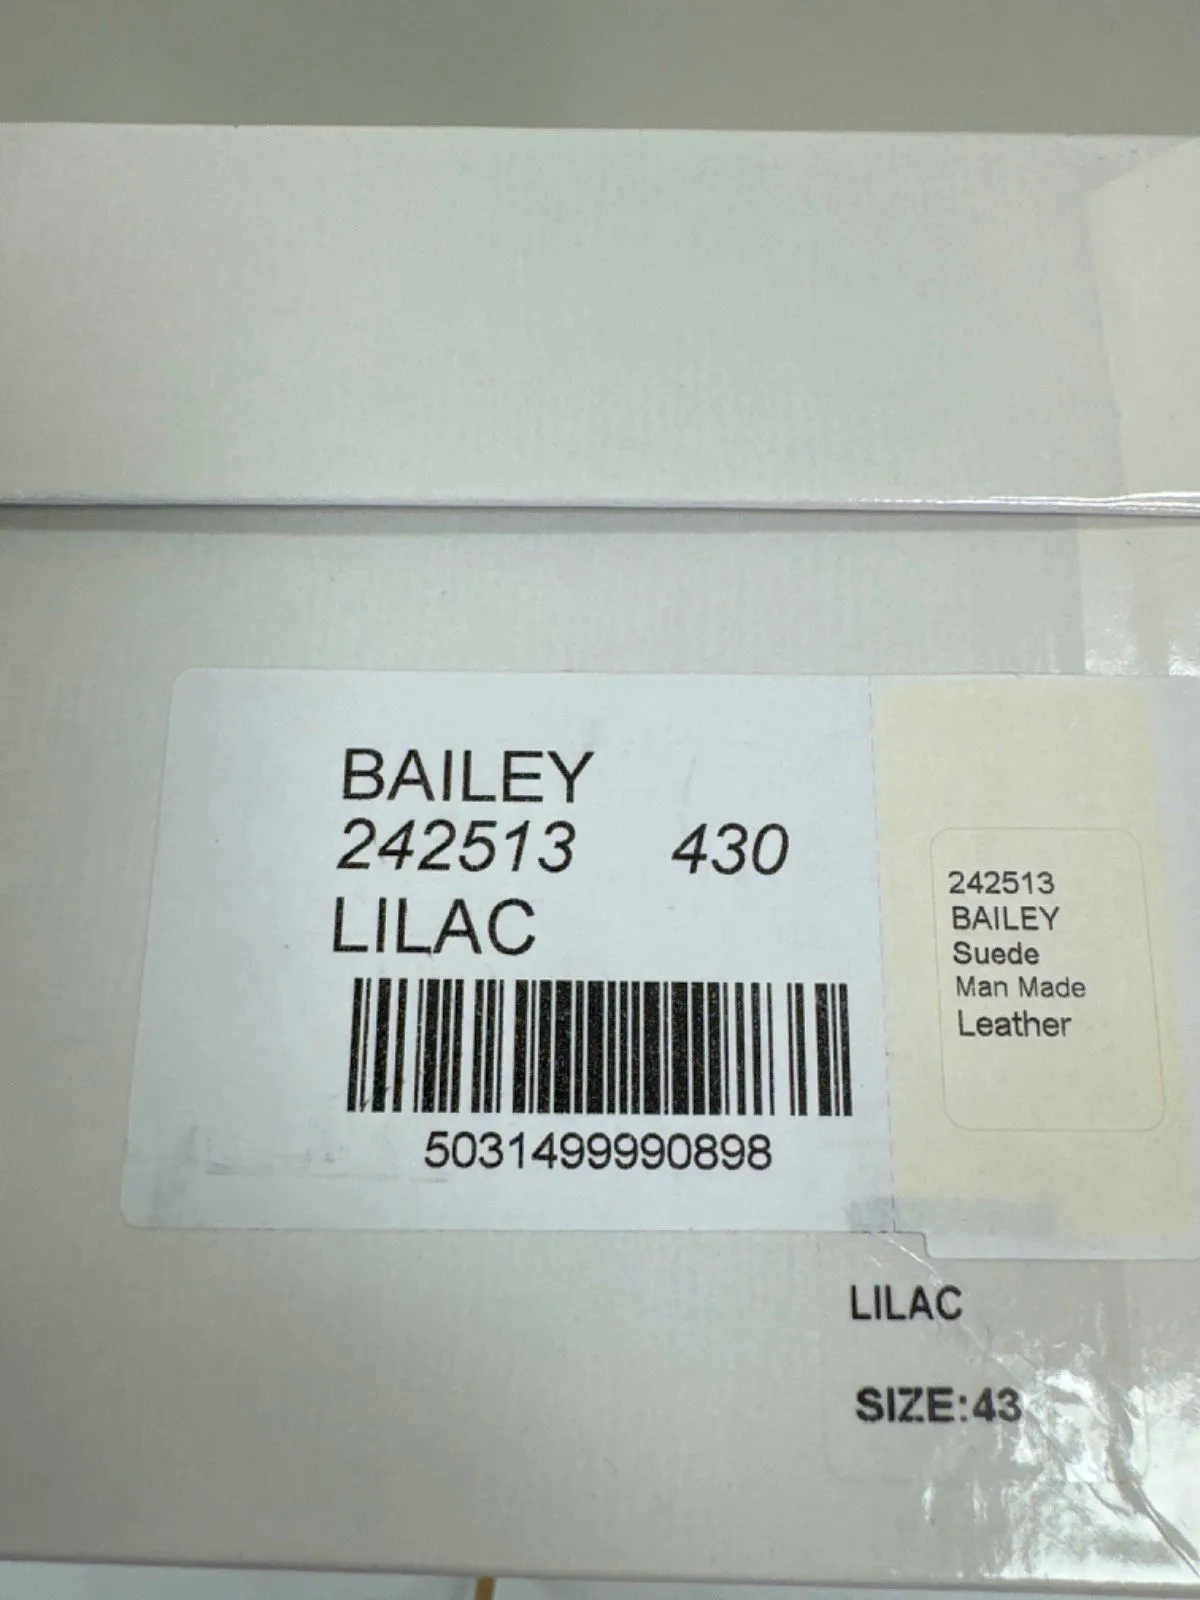 BAILEY
242513 430
LILAC
5031499990898
242513
BAILEY
Suede
Man Made
Leather
LILAC
SIZE:43